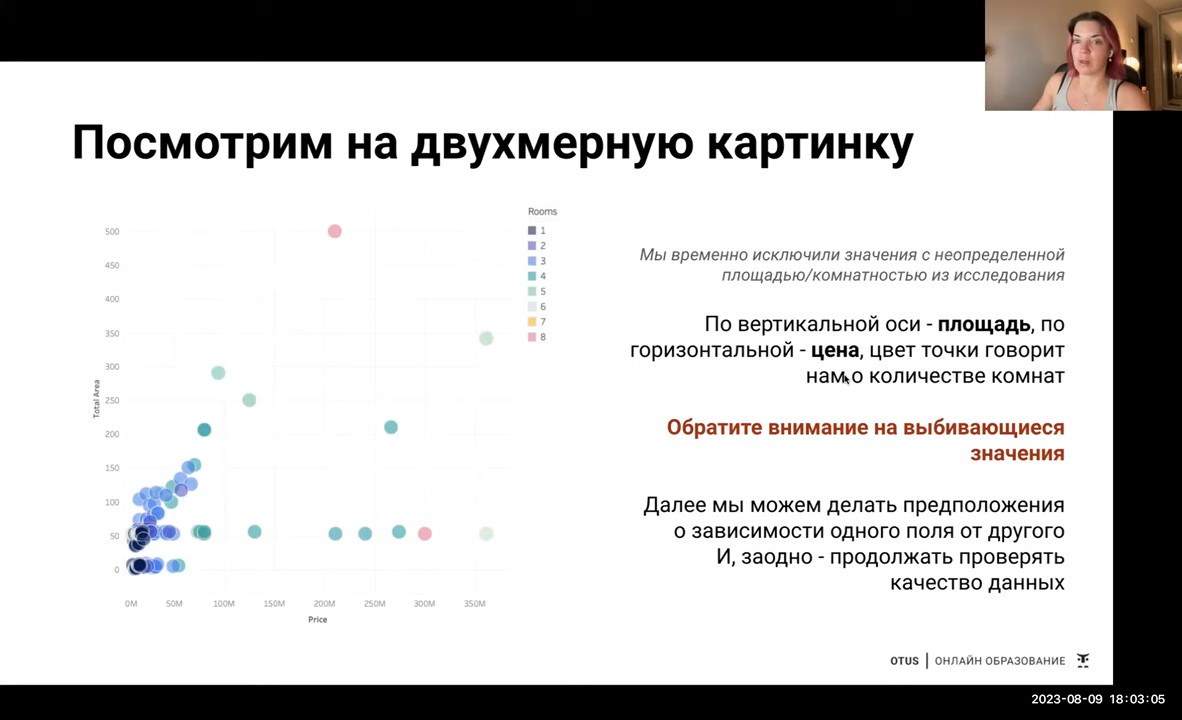 Посмотрим на двухмерную картинку
Rooms
1
2
3
4
5
6
7
8
500
450
400
350
300
250
200
150
100
50
0
Total Area
0M 50M 100M 150M 200M 250M 300M 350M
Price
Мы временно исключили значения с неопределенной
площадью/комнатностью из исследования
По вертикальной оси - площадь, по
горизонтальной - цена, цвет точки говорит
нам о количестве комнат
Обратите внимание на выбивающиеся
значения
Далее мы можем делать предположения
о зависимости одного поля от другого
И, заодно - продолжать проверять
качество данных
OTUS | ОНЛАЙН ОБРАЗОВАНИЕ
2023-08-09 18:03:05